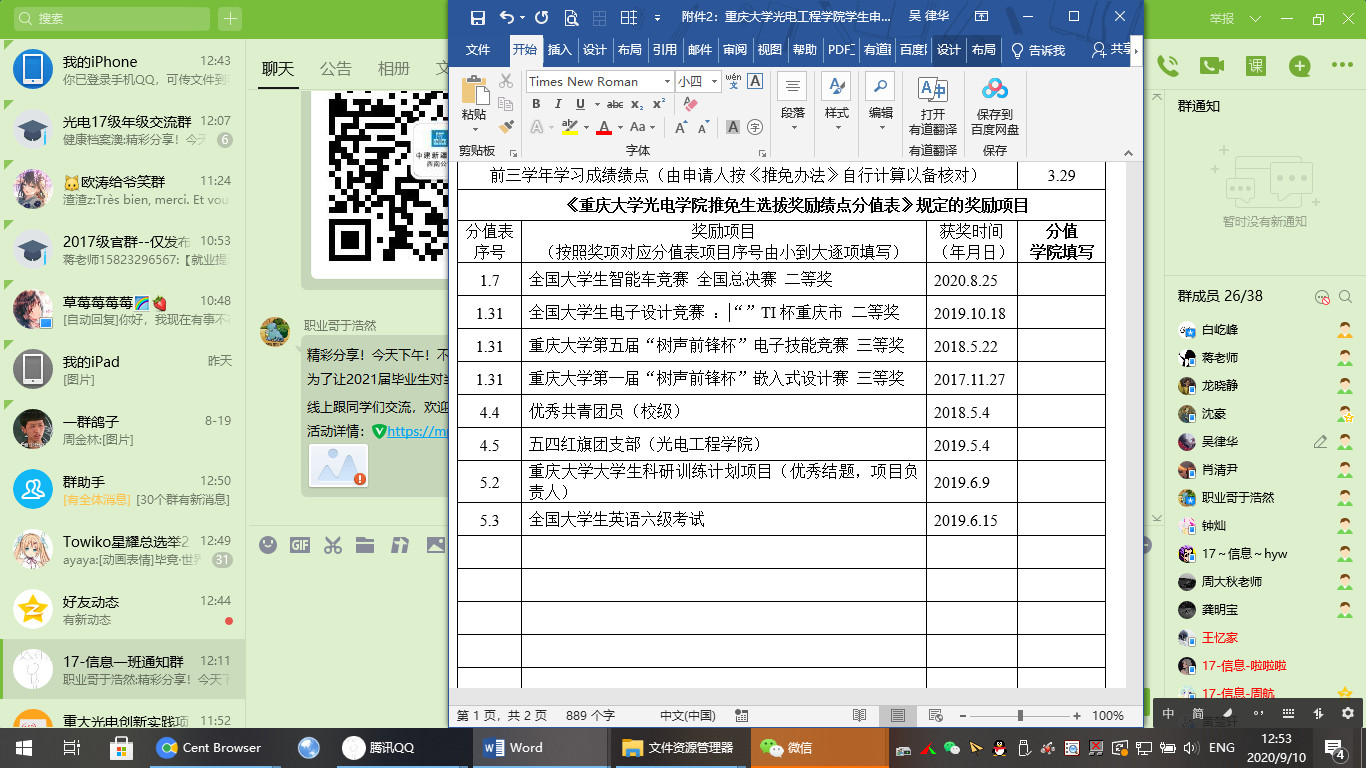 搜索
我的iPhone 12:43
你已登录手机QQ，可传文件到
光电17级年级交流群 12:07
健康档案澳:精彩分享！今天 6
🐱欧涛给爷笑群 11:24
渣渣z:Très bien, merci. Et vou
2017级官群--仅发布 10:53
蒋老师15823296567:【就业提
草莓莓莓莓 10:48
[自动回复]你好，我现在有事不
我的iPad 昨天
[图片]
一群鸽子 8-19
周金林:[图片]
群助手 12:50
[有全体消息] [30个群有新消息]
Towiko星耀总选举2 12:49
ayaya:[动画表情]毕竟·世界 31
好友动态 12:44
有新动态
17-信息一班通知群 12:11
职业哥于浩然:精彩分享！今天下
重大光电创新实践项 11:52
聊天 公告 相册 文
中建新疆
西南公
职业哥于浩然
精彩分享！今天下午！不
为了让2021届毕业生对
线上跟同学们交流，欢迎
活动详情：https://mp
GIF
附件2：重庆大学光电工程学院学生申... 吴 律华
文件 开始 插入 设计 布局 引用 邮件 审阅 视图 帮助 PDF工 有道翻 百度网 设计 布局 告诉我 共享
粘贴
剪贴板
Times New Roman 小四 wén 文 A
B I U abc x₂ x²
A aby A Aa A A A 字
字体
段落
样式
编辑
打开
有道翻译
有道翻译
保存到
百度网盘
保存
前三学年学习成绩绩点（由申请人按《推免办法》自行计算以备核对） 3.29
《重庆大学光电学院推免生选拔奖励绩点分值表》规定的奖励项目
分值表
序号
奖励项目
（按照奖项对应分值表项目序号由小到大逐项填写）
获奖时间
（年月日）
分值
学院填写
1.7 全国大学生智能车竞赛 全国总决赛 二等奖 2020.8.25
1.31 全国大学生电子设计竞赛 ：“ ” TI 杯重庆市 二等奖 2019.10.18
1.31 重庆大学第五届“树声前锋杯”电子技能竞赛 三等奖 2018.5.22
1.31 重庆大学第一届“树声前锋杯”嵌入式设计赛 三等奖 2017.11.27
4.4 优秀共青团员（校级） 2018.5.4
4.5 五四红旗团支部（光电工程学院） 2019.5.4
5.2 重庆大学大学生科研训练计划项目（优秀结题，项目负
责人） 2019.6.9
5.3 全国大学生英语六级考试 2019.6.15
第 1 页，共 2 页 889 个字 中文(中国) 100%
举报
课
群通知
暂时没有新通知
群成员 26/38
白屹峰
蒋老师
龙晓静
沈豪
吴律华
肖清尹
职业哥于浩然
钟灿
17～信息～hyw
周大秋老师
龚明宝
王忆家
17-信息-啦啦啦
17-信息-周航
中 简
Cent Browser
腾讯QQ
Word
文件资源管理器
微信
ENG
12:53
2020/9/10
4